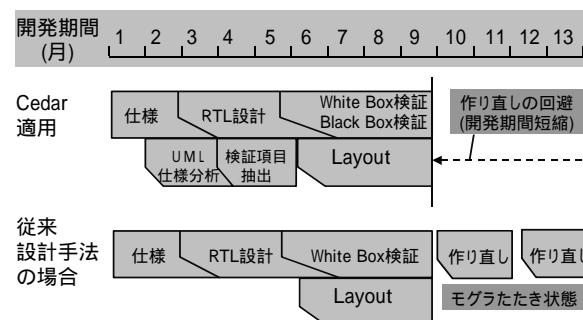 開発期間
(月)
1 2 3 4 5 6 7 8 9 10 11 12 13
Cedar
適用
仕様
RTL設計
White Box検証
Black Box検証
作り直しの回避
(開発期間短縮)
UML
仕様分析
検証項目
抽出
Layout
従来
設計手法
の場合
仕様
RTL設計
White Box検証
作り直し
作り直し
Layout
モグラたたき状態